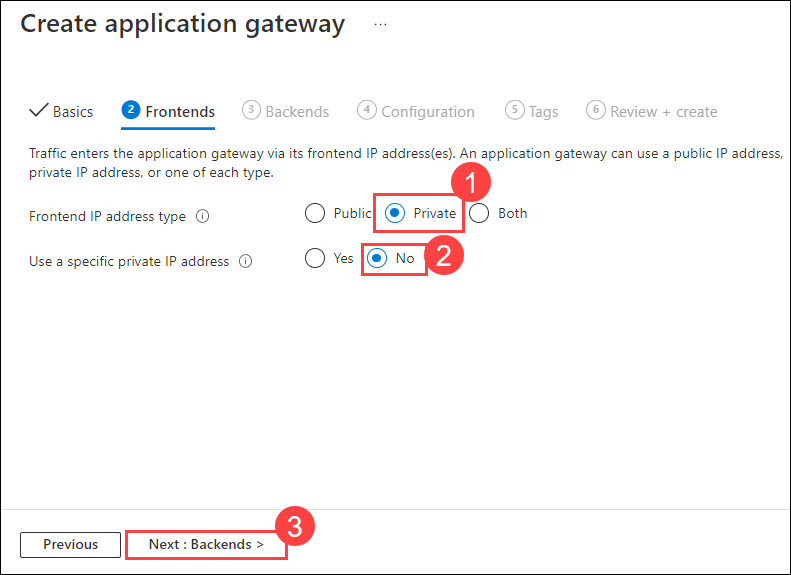 Create application gateway ...
Basics 2 Frontends 3 Backends 4 Configuration 5 Tags 6 Review + create
Traffic enters the application gateway via its frontend IP address(es). An application gateway can use a public IP address,
private IP address, or one of each type.
1
Frontend IP address type Public Private Both
Use a specific private IP address Yes No 2
3
Previous Next : Backends >